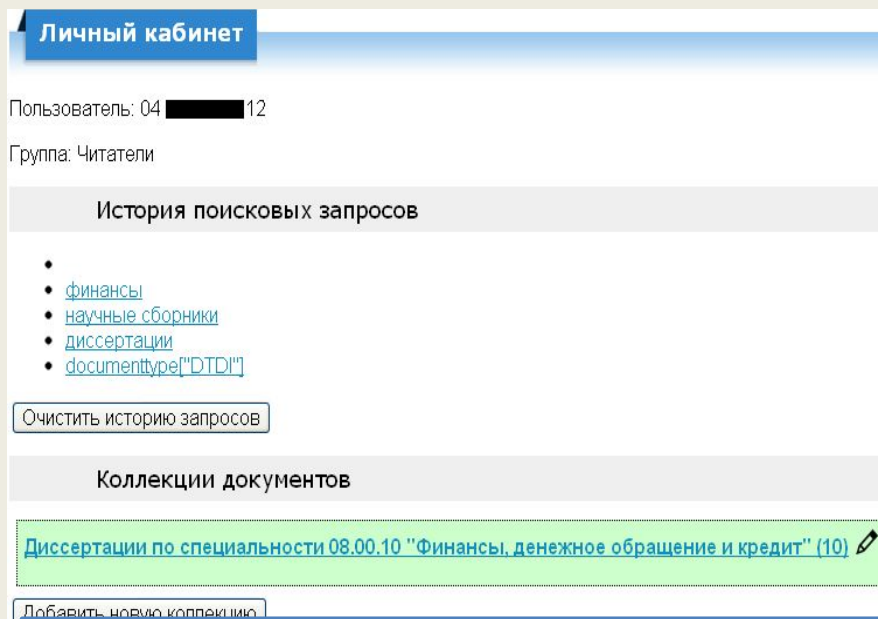 Личный кабинет
Пользователь: 04 12
Группа: Читатели
История поисковых запросов
финансы
научные сборники
диссертации
documenttype["DTDI"]
Очистить историю запросов
Коллекции документов
Диссертации по специальности 08.00.10 "Финансы, денежное обращение и кредит" (10)
Добавить новую коллекцию